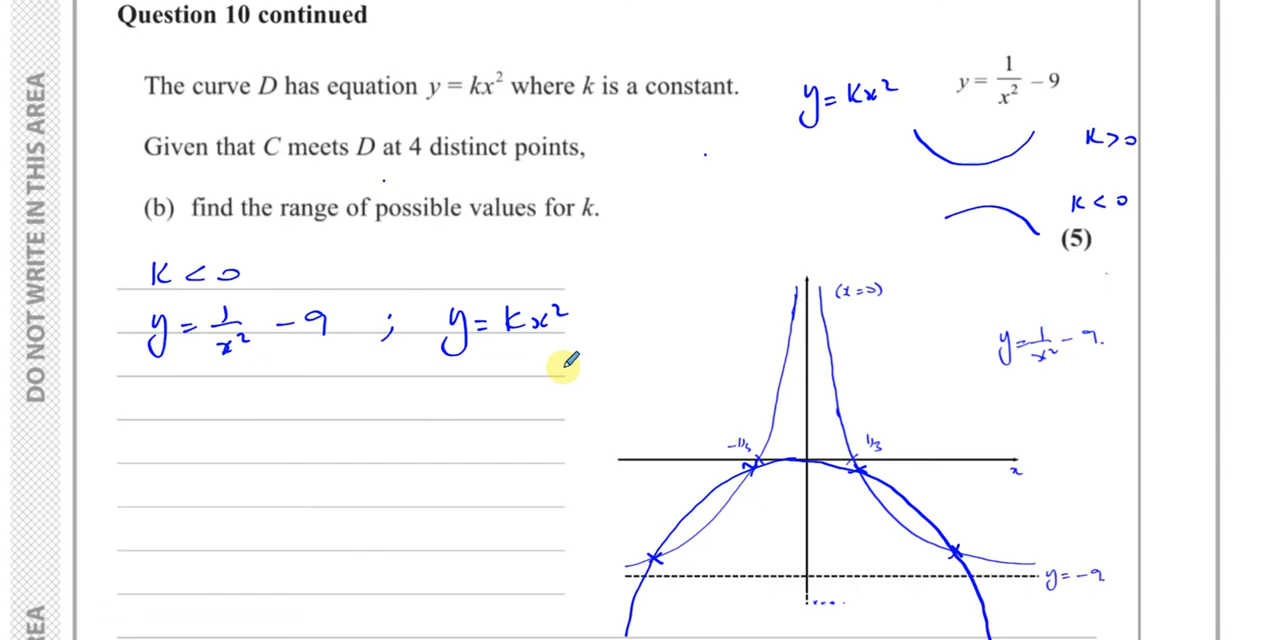 Question 10 continued
The curve D has equation y = kx² where k is a constant.
y = kx²
y = 1/x² − 9
Given that C meets D at 4 distinct points,
k > 0
(b) find the range of possible values for k.
k < 0
(5)
k < 0
y = 1/x² − 9 ; y = kx²
(x=0)
y = 1/x² − 9.
−1/3
1/3
x
y = −9
DO NOT WRITE IN THIS AREA
REA